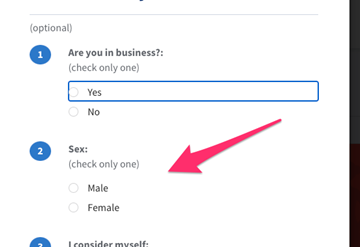 (optional)
1
Are you in business?:
(check only one)
Yes
No
2
Sex:
(check only one)
Male
Female
I consider myself: